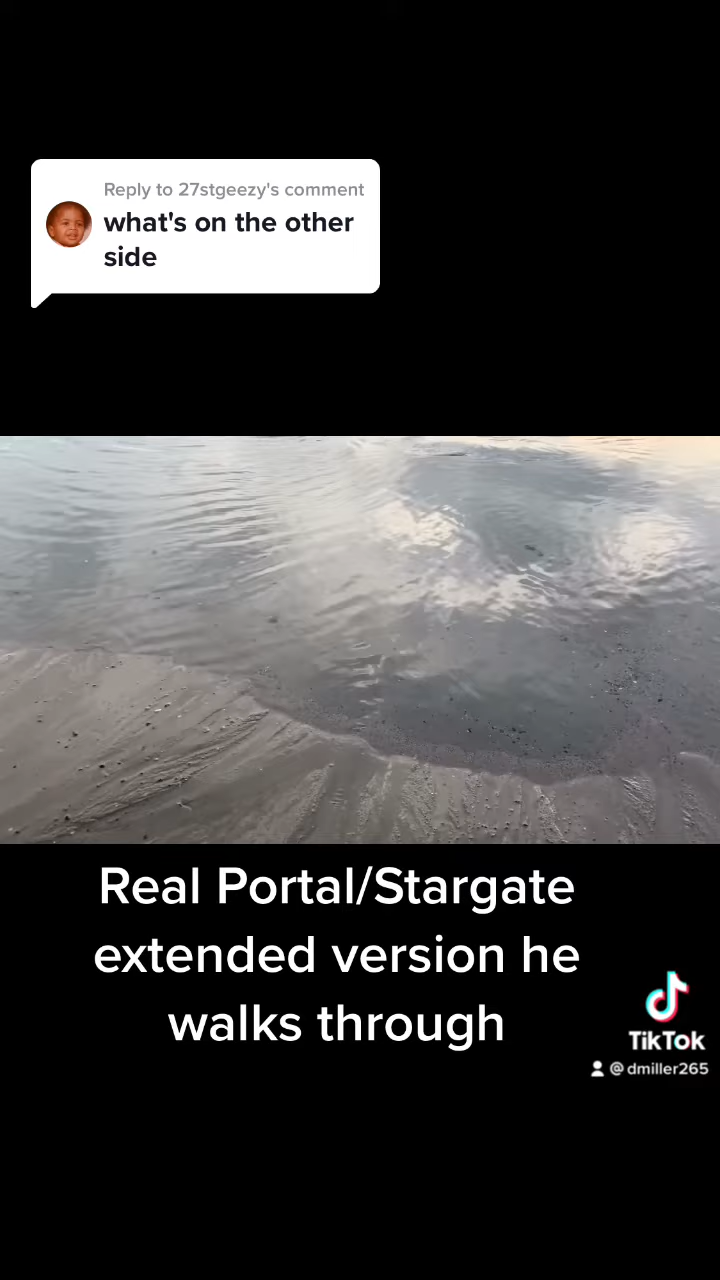 Reply to 27stgeezy's comment
what's on the other
side
Real Portal/Stargate
extended version he
walks through
TikTok
@dmiller265